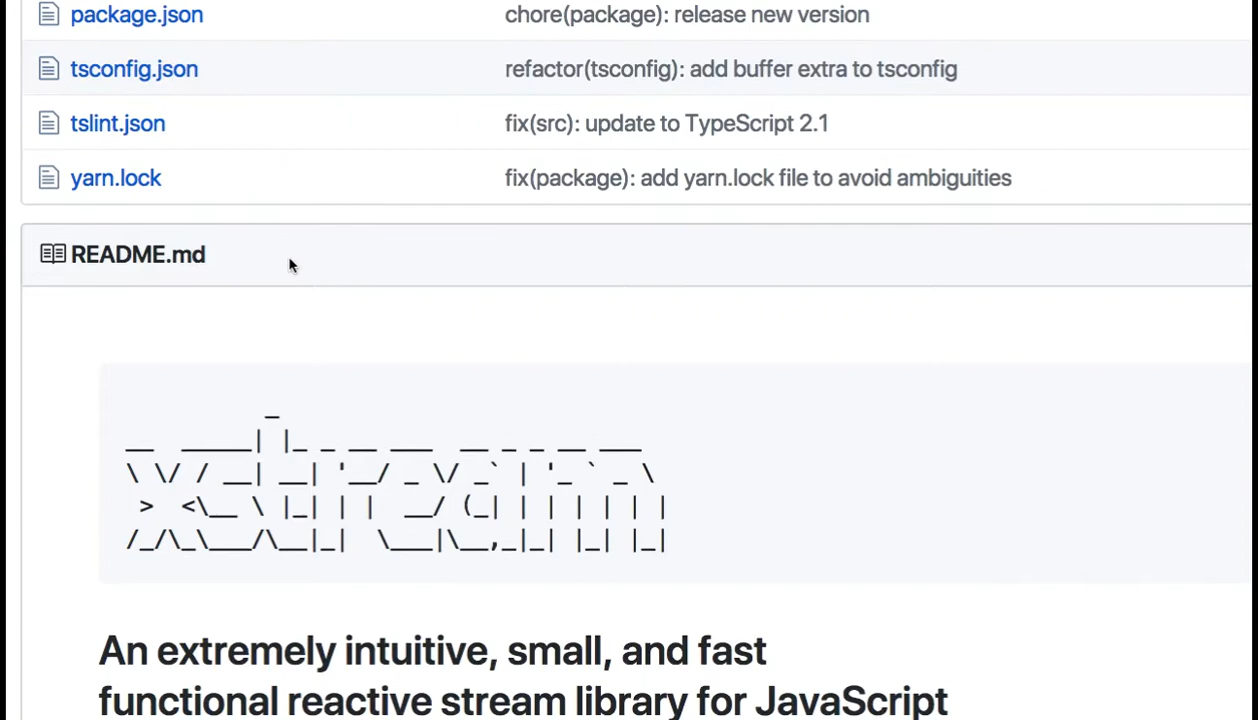 package.json chore(package): release new version
tsconfig.json refactor(tsconfig): add buffer extra to tsconfig
tslint.json fix(src): update to TypeScript 2.1
yarn.lock fix(package): add yarn.lock file to avoid ambiguities
README.md
xstream
An extremely intuitive, small, and fast
functional reactive stream library for JavaScript